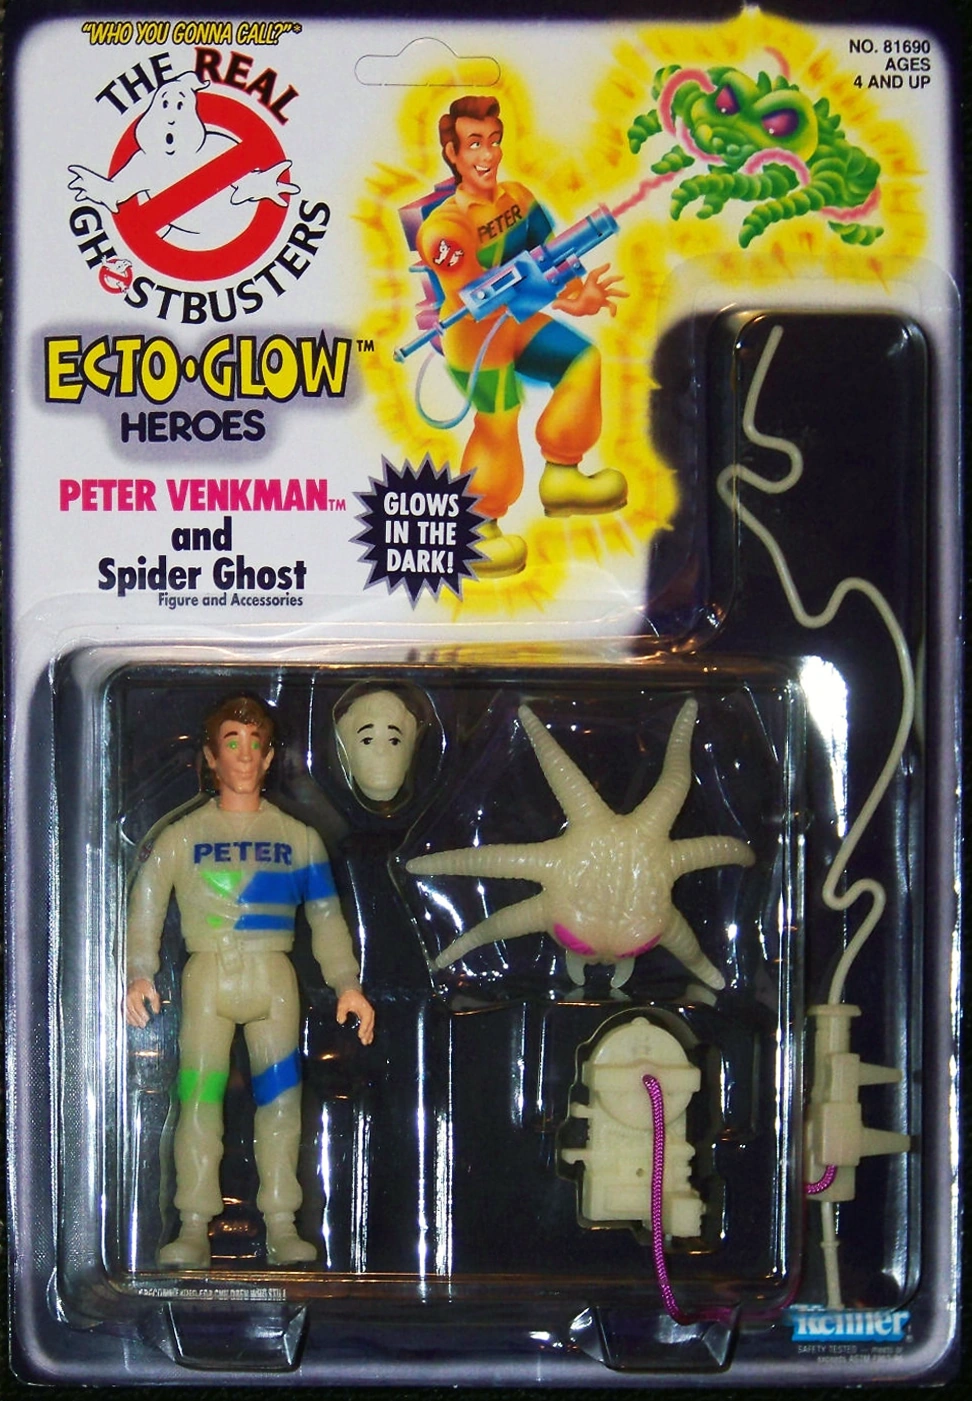 "WHO YOU GONNA CALL?"*
THE REAL
GHOSTBUSTERS
NO. 81690
AGES
4 AND UP
PETER
ECTO•GLOW™
HEROES
PETER VENKMAN™
and
Spider Ghost
Figure and Accessories
GLOWS
IN THE
DARK!
PETER
Kenner
SAFETY TESTED